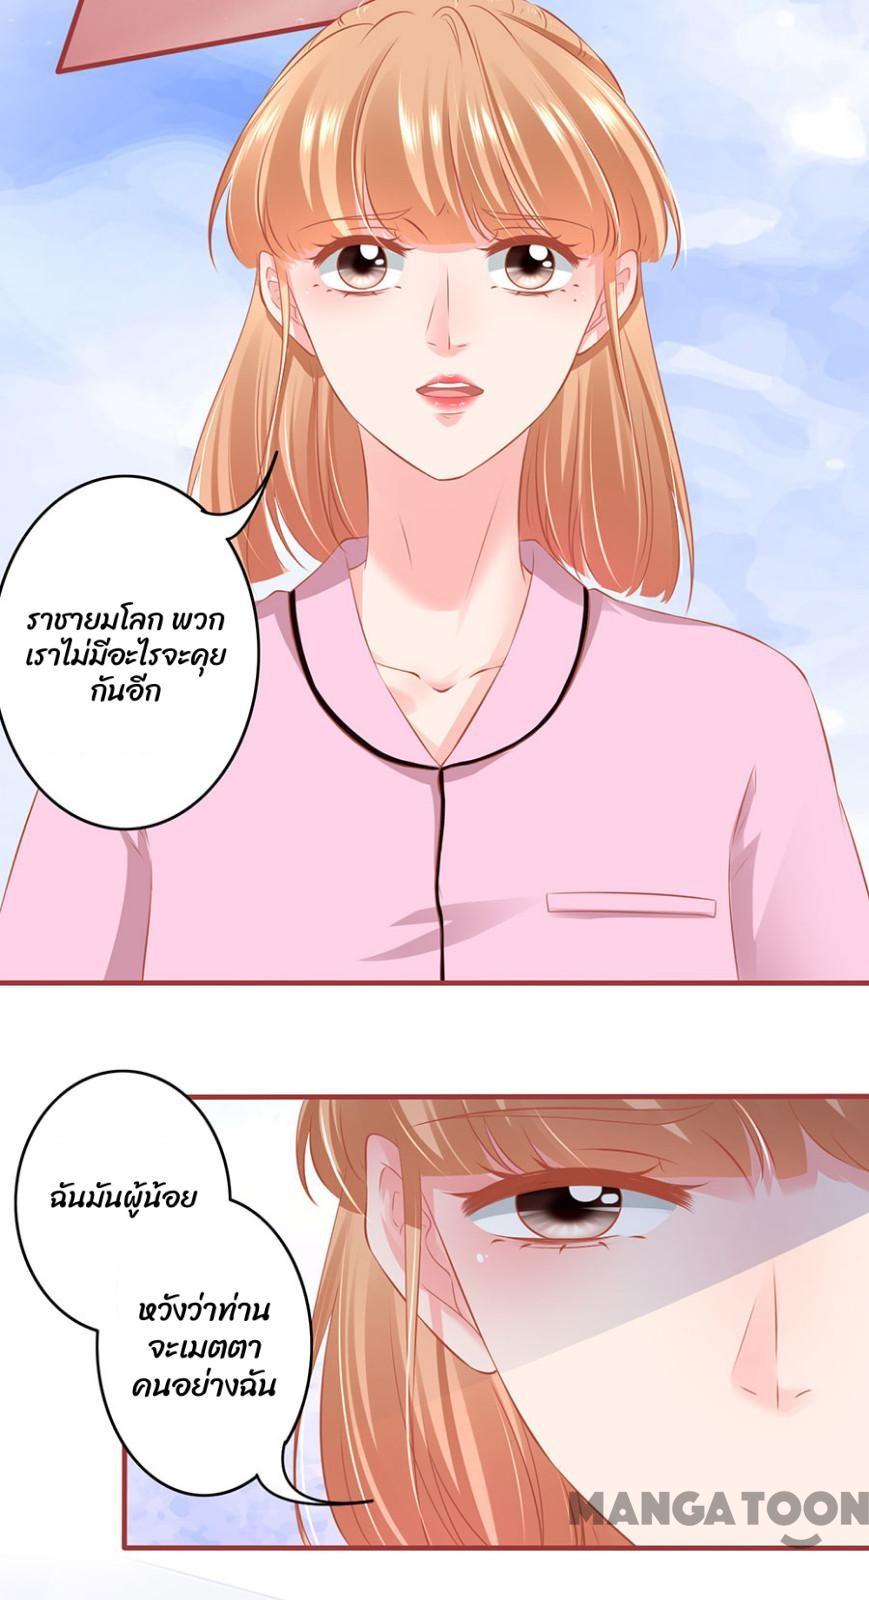 ราชายมโลก พวก
เราไม่มีอะไรจะคุย
กันอีก
ฉันมันผู้น้อย
หวังว่าท่าน
จะเมตตา
คนอย่างฉัน
MANGATOON